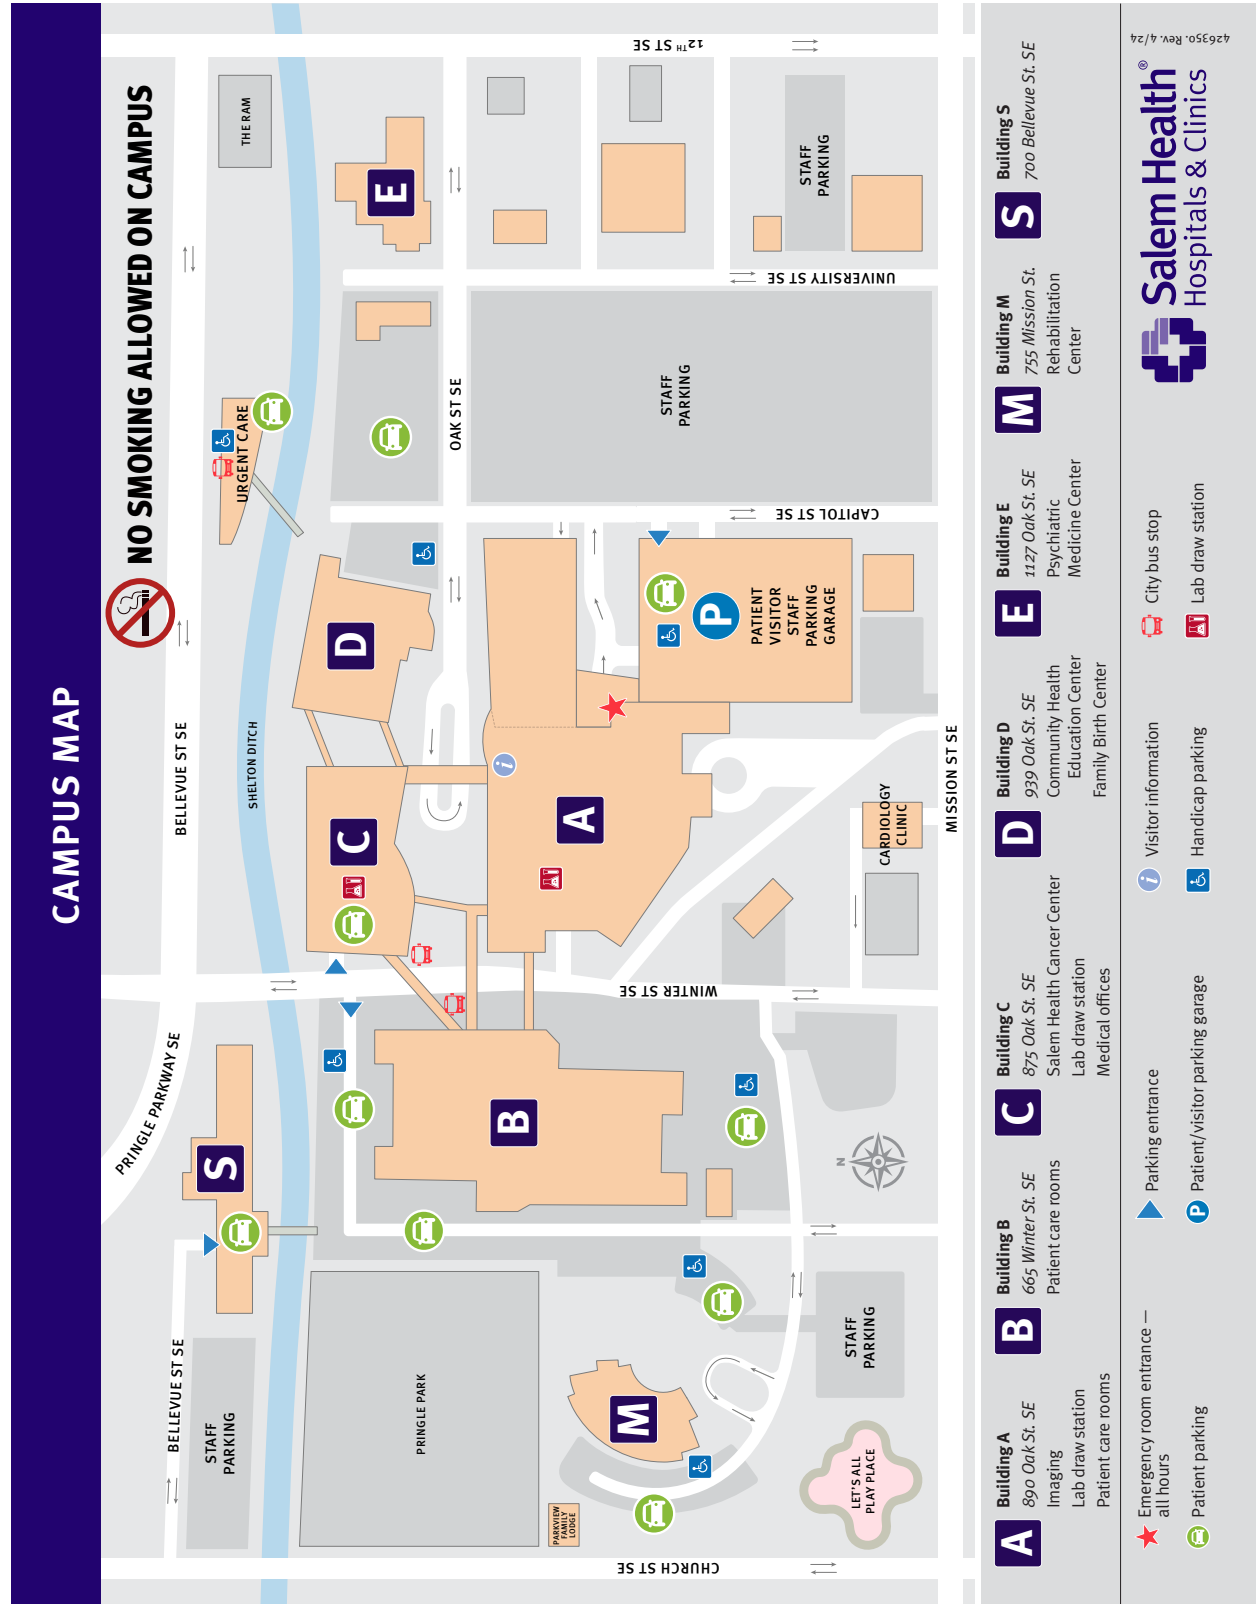 CAMPUS MAP
NO SMOKING ALLOWED ON CAMPUS
PRINGLE PARKWAY SE
BELLEVUE ST SE
BELLEVUE ST SE
SHELTON DITCH
THE RAM
URGENT CARE
STAFF
PARKING
S
PRINGLE PARK
C
D
E
OAK ST SE
B
A
i
PARKVIEW
FAMILY
LODGE
M
P
PATIENT
VISITOR
STAFF
PARKING
GARAGE
STAFF
PARKING
STAFF
PARKING
CHURCH ST SE
WINTER ST SE
CAPITOL ST SE
UNIVERSITY ST SE
12TH ST SE
N
STAFF
PARKING
LET'S ALL
PLAY PLACE
CARDIOLOGY
CLINIC
MISSION ST SE
A
Building A
890 Oak St. SE
Imaging
Lab draw station
Patient care rooms
B
Building B
665 Winter St. SE
Patient care rooms
C
Building C
875 Oak St. SE
Salem Health Cancer Center
Lab draw station
Medical offices
D
Building D
939 Oak St. SE
Community Health
Education Center
Family Birth Center
E
Building E
1127 Oak St. SE
Psychiatric
Medicine Center
M
Building M
755 Mission St.
Rehabilitation
Center
S
Building S
700 Bellevue St. SE
Emergency room entrance —
all hours
Patient parking
Parking entrance
P
Patient/visitor parking garage
i
Visitor information
Handicap parking
City bus stop
Lab draw station
Salem Health®
Hospitals & Clinics
426350. Rev. 4/24